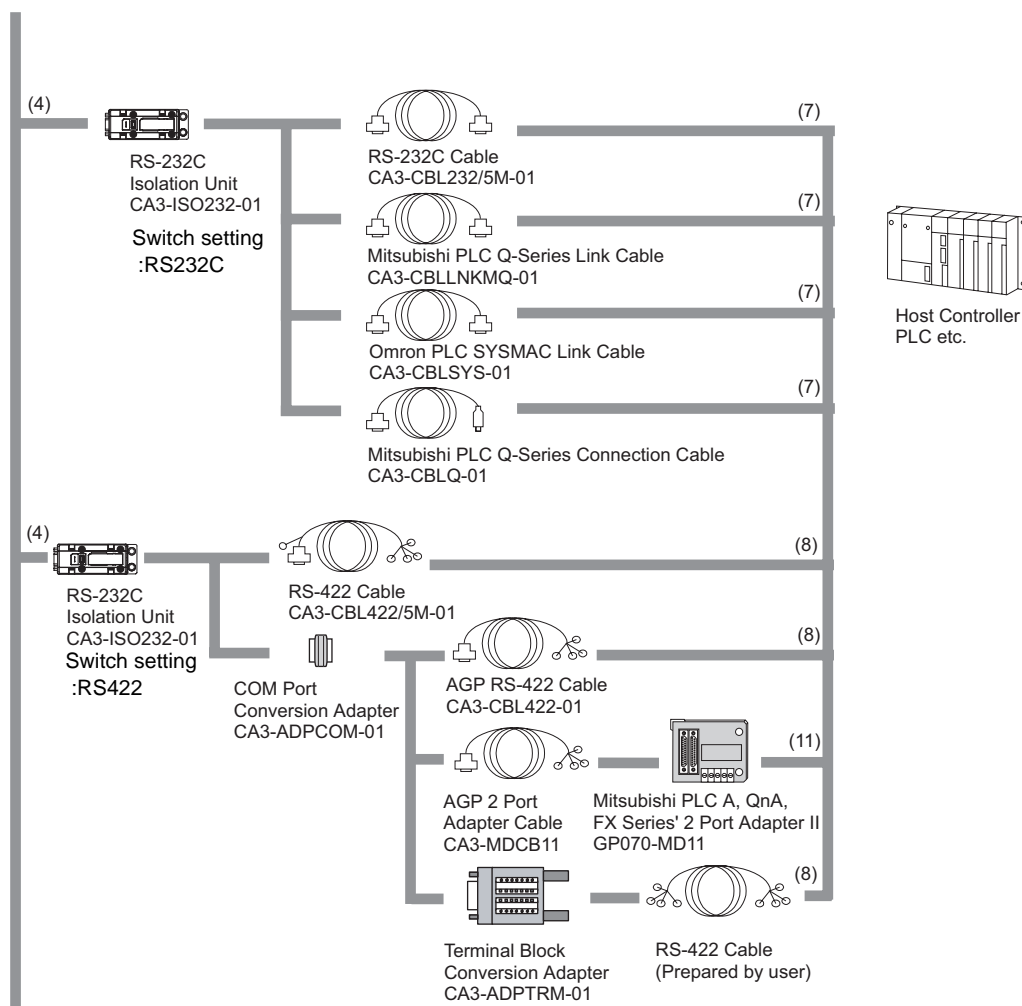 (4)
RS-232C
Isolation Unit
CA3-ISO232-01
Switch setting
:RS232C
(7)
RS-232C Cable
CA3-CBL232/5M-01
(7)
Mitsubishi PLC Q-Series Link Cable
CA3-CBLLNKMQ-01
(7)
Omron PLC SYSMAC Link Cable
CA3-CBLSYS-01
(7)
Mitsubishi PLC Q-Series Connection Cable
CA3-CBLQ-01
Host Controller
PLC etc.
(4)
RS-232C
Isolation Unit
CA3-ISO232-01
Switch setting
:RS422
(8)
RS-422 Cable
CA3-CBL422/5M-01
COM Port
Conversion Adapter
CA3-ADPCOM-01
(8)
AGP RS-422 Cable
CA3-CBL422-01
(11)
AGP 2 Port
Adapter Cable
CA3-MDCB11
Mitsubishi PLC A, QnA,
FX Series' 2 Port Adapter II
GP070-MD11
(8)
Terminal Block
Conversion Adapter
CA3-ADPTRM-01
RS-422 Cable
(Prepared by user)